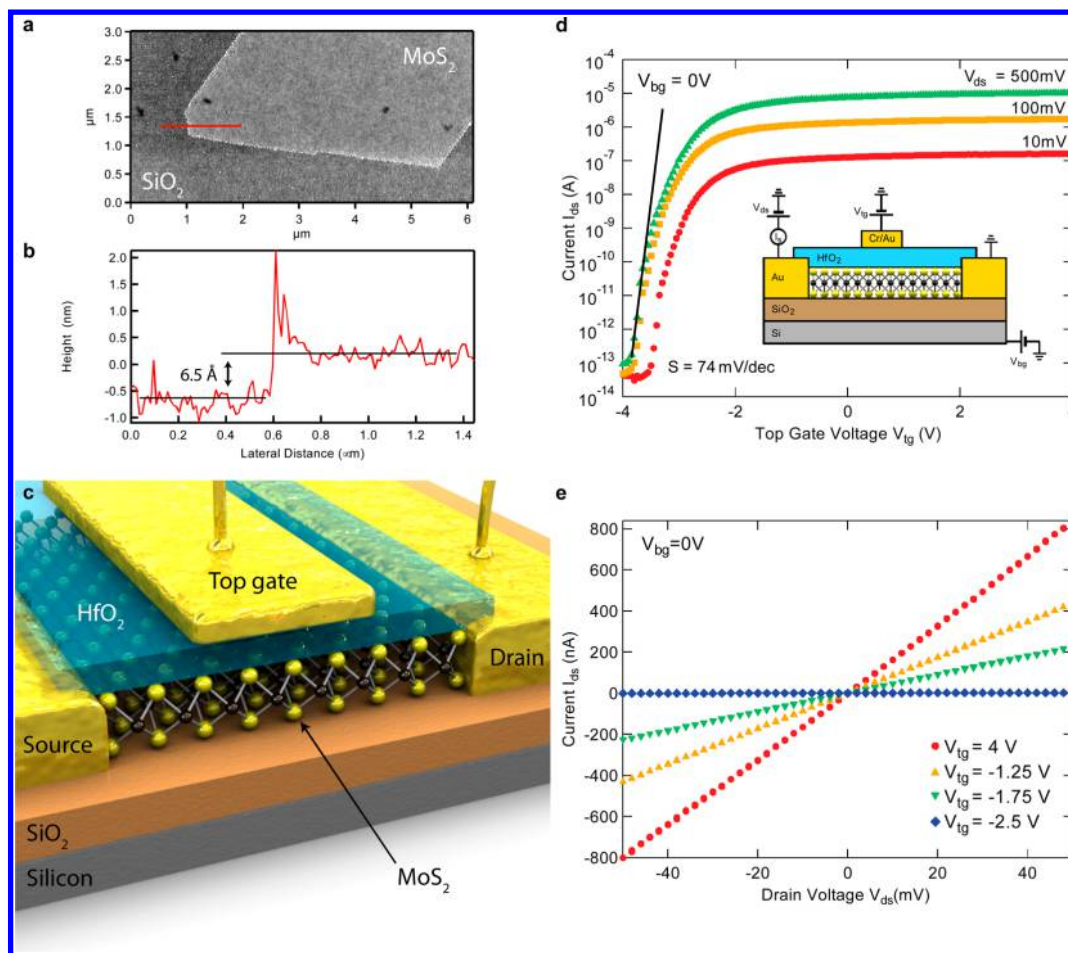 a
3.0
2.5
2.0
1.5
1.0
0.5
0.0
µm
MoS2
SiO2
0 1 2 3 4 5 6
µm
b
2.0
1.5
1.0
0.5
0.0
-0.5
-1.0
Height (nm)
6.5 Å
0.0 0.2 0.4 0.6 0.8 1.0 1.2 1.4
Lateral Distance (∝m)
c
Top gate
HfO2
Drain
Source
SiO2
Silicon
MoS2
d
10-4
10-5
10-6
10-7
10-8
10-9
10-10
10-11
10-12
10-13
10-14
Current Ids (A)
Vbg = 0V
Vds = 500mV
100mV
10mV
Vds
Vtg
Cr/Au
HfO2
Au
SiO2
Si
Vbg
S = 74 mV/dec
-4 -2 0 2
Top Gate Voltage Vtg (V)
e
800
600
400
200
0
-200
-400
-600
-800
Current Ids (nA)
Vbg=0V
Vtg = 4 V
Vtg = -1.25 V
Vtg = -1.75 V
Vtg = -2.5 V
-40 -20 0 20 40
Drain Voltage Vds(mV)